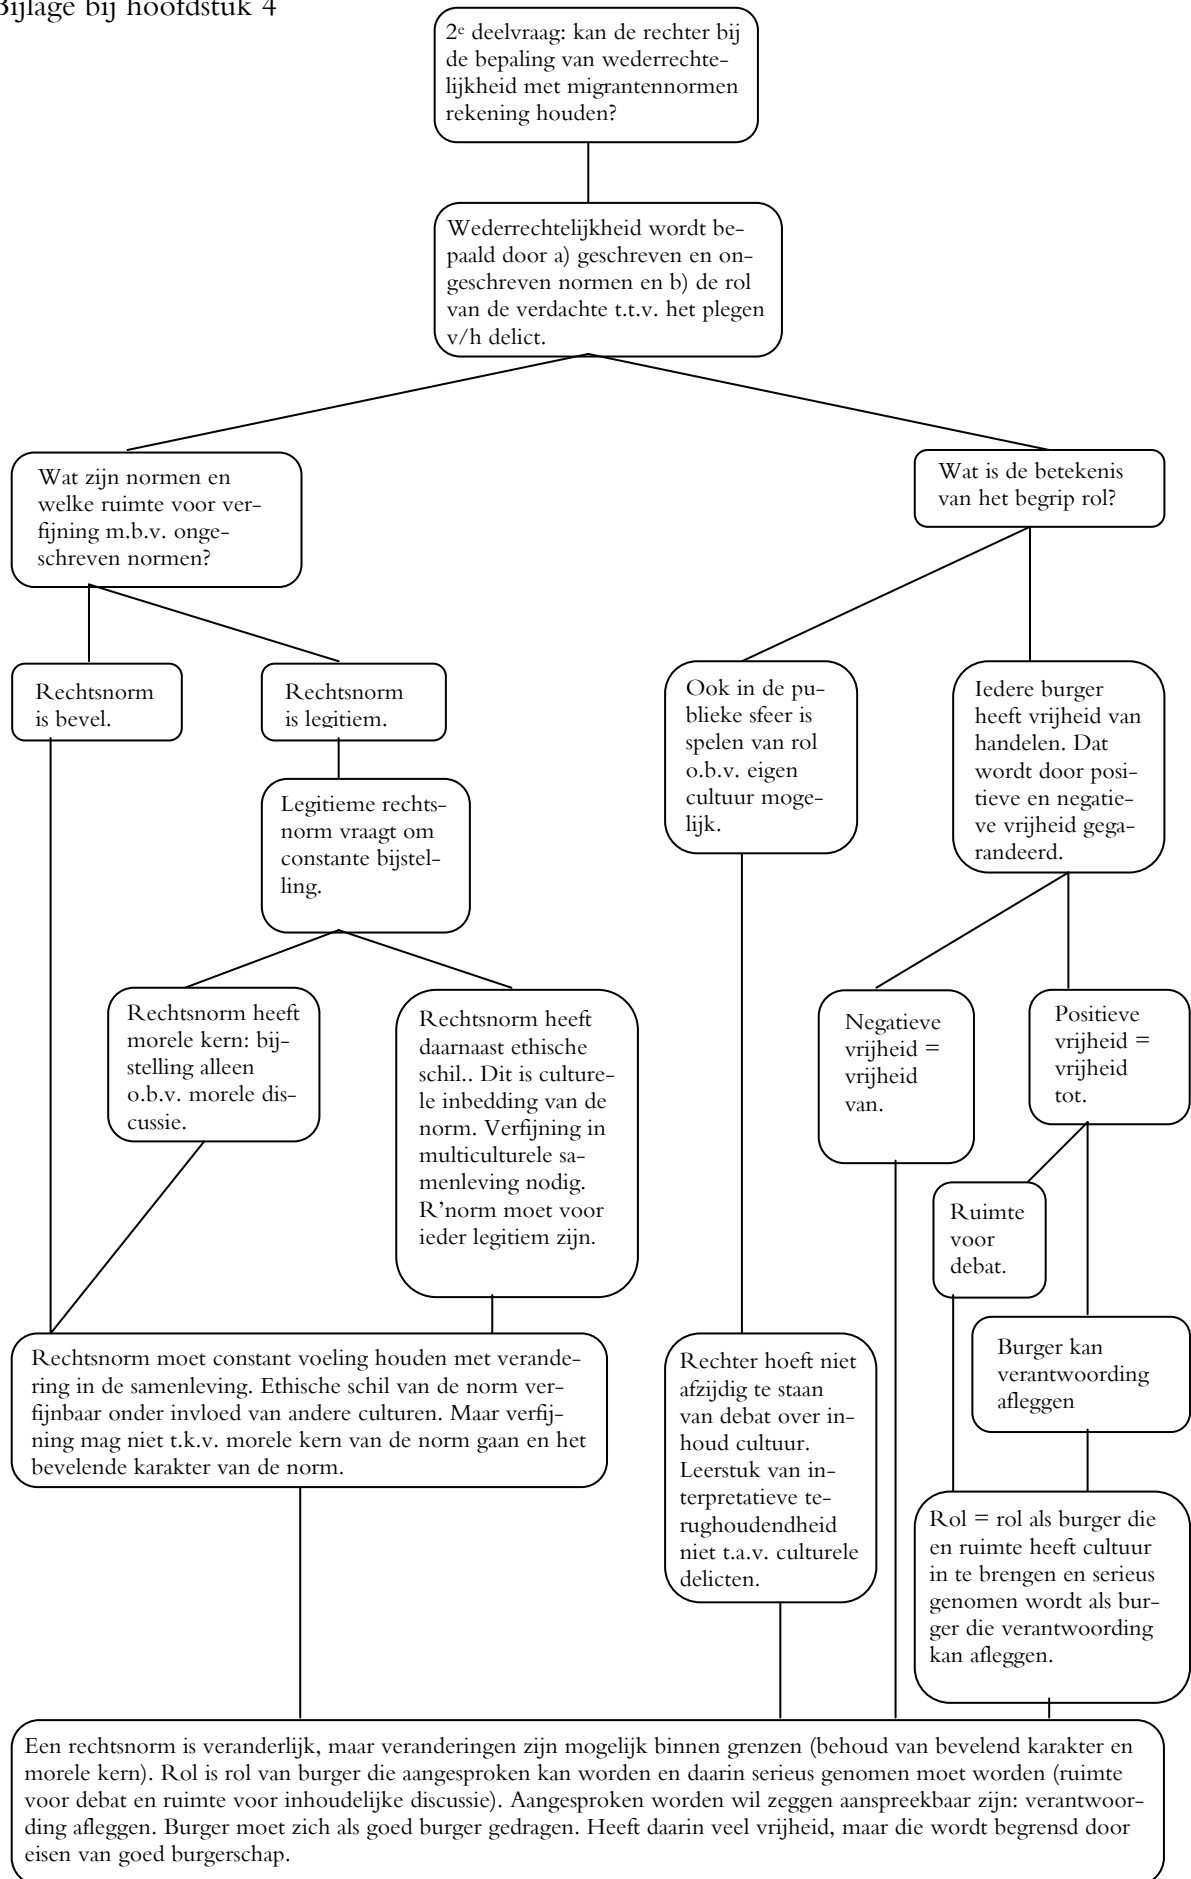 Bijlage bij hoofdstuk 4
2e deelvraag: kan de rechter bij
de bepaling van wederrechte-
lijkheid met migrantennormen
rekening houden?
Wederrechtelijkheid wordt be-
paald door a) geschreven en on-
geschreven normen en b) de rol
van de verdachte t.t.v. het plegen
v/h delict.
Wat zijn normen en
welke ruimte voor ver-
fijning m.b.v. onge-
schreven normen?
Wat is de betekenis
van het begrip rol?
Rechtsnorm
is bevel.
Rechtsnorm
is legitiem.
Ook in de pu-
blieke sfeer is
spelen van rol
o.b.v. eigen
cultuur moge-
lijk.
Iedere burger
heeft vrijheid van
handelen. Dat
wordt door posi-
tieve en negatie-
ve vrijheid gega-
randeerd.
Legitieme rechts-
norm vraagt om
constante bijstel-
ling.
Rechtsnorm heeft
morele kern: bij-
stelling alleen
o.b.v. morele dis-
cussie.
Rechtsnorm heeft
daarnaast ethische
schil.. Dit is culture-
le inbedding van de
norm. Verfijning in
multiculturele sa-
menleving nodig.
R’norm moet voor
ieder legitiem zijn.
Negatieve
vrijheid =
vrijheid
van.
Positieve
vrijheid =
vrijheid
tot.
Ruimte
voor
debat.
Burger kan
verantwoording
afleggen
Rechtsnorm moet constant voeling houden met verande-
ring in de samenleving. Ethische schil van de norm ver-
fijnbaar onder invloed van andere culturen. Maar verfij-
ning mag niet t.k.v. morele kern van de norm gaan en het
bevelende karakter van de norm.
Rechter hoeft niet
afzijdig te staan
van debat over in-
houd cultuur.
Leerstuk van in-
terpretatieve te-
rughoudendheid
niet t.a.v. culturele
delicten.
Rol = rol als burger die
en ruimte heeft cultuur
in te brengen en serieus
genomen wordt als bur-
ger die verantwoording
kan afleggen.
Een rechtsnorm is veranderlijk, maar veranderingen zijn mogelijk binnen grenzen (behoud van bevelend karakter en
morele kern). Rol is rol van burger die aangesproken kan worden en daarin serieus genomen moet worden (ruimte
voor debat en ruimte voor inhoudelijke discussie). Aangesproken worden wil zeggen aanspreekbaar zijn: verantwoor-
ding afleggen. Burger moet zich als goed burger gedragen. Heeft daarin veel vrijheid, maar die wordt begrensd door
eisen van goed burgerschap.